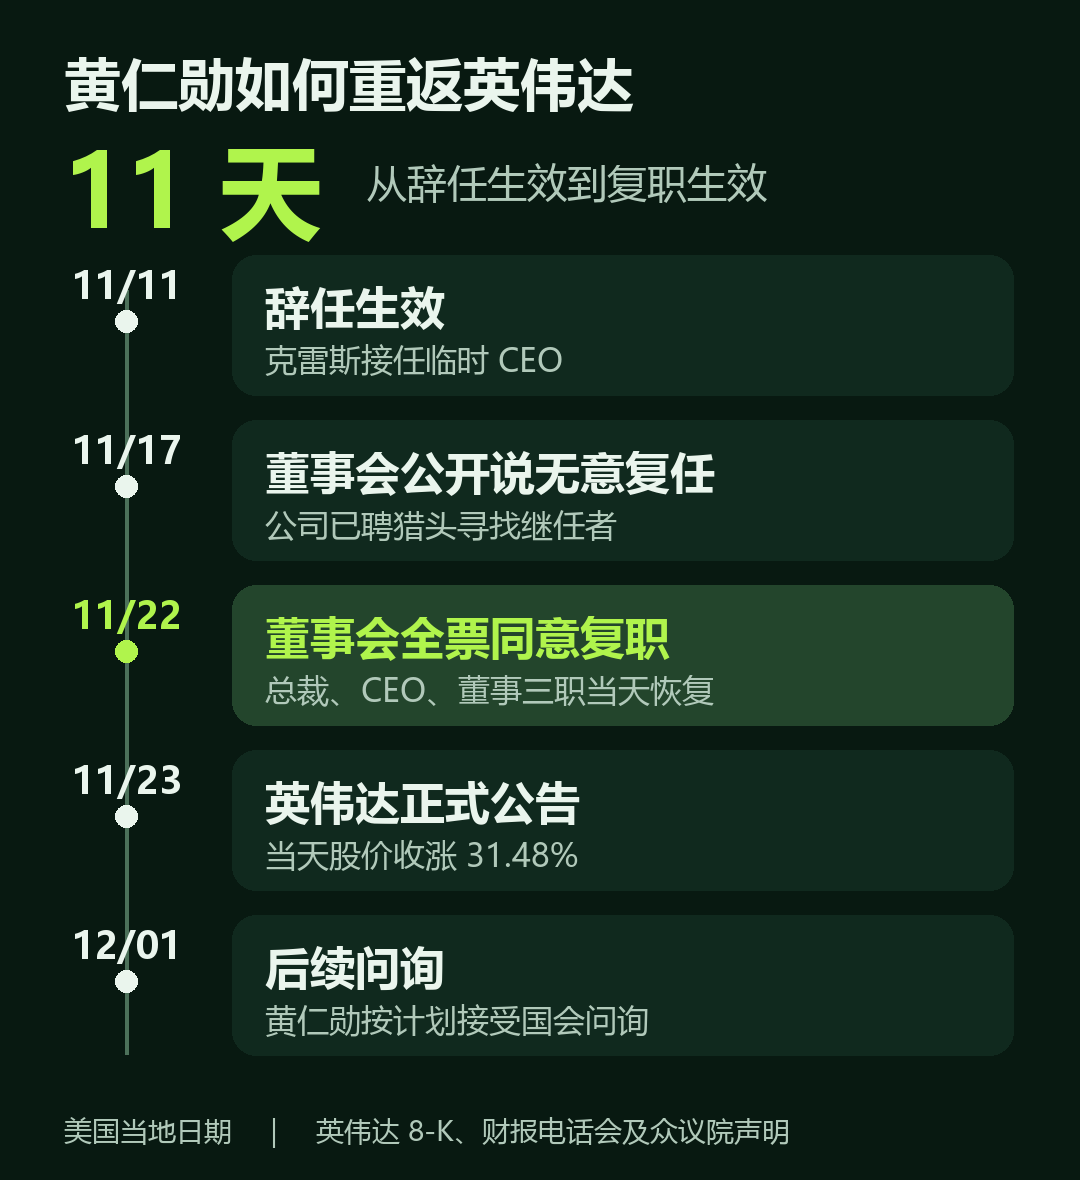 黄仁勋如何重返英伟达
11 天 从辞任生效到复职生效
11/11
辞任生效
克雷斯接任临时 CEO
11/17
董事会公开说无意复任
公司已聘猎头寻找继任者
11/22
董事会全票同意复职
总裁、CEO、董事三职当天恢复
11/23
英伟达正式公告
当天股价收涨 31.48%
12/01
后续问询
黄仁勋按计划接受国会问询
美国当地日期 | 英伟达 8-K、财报电话会及众议院声明